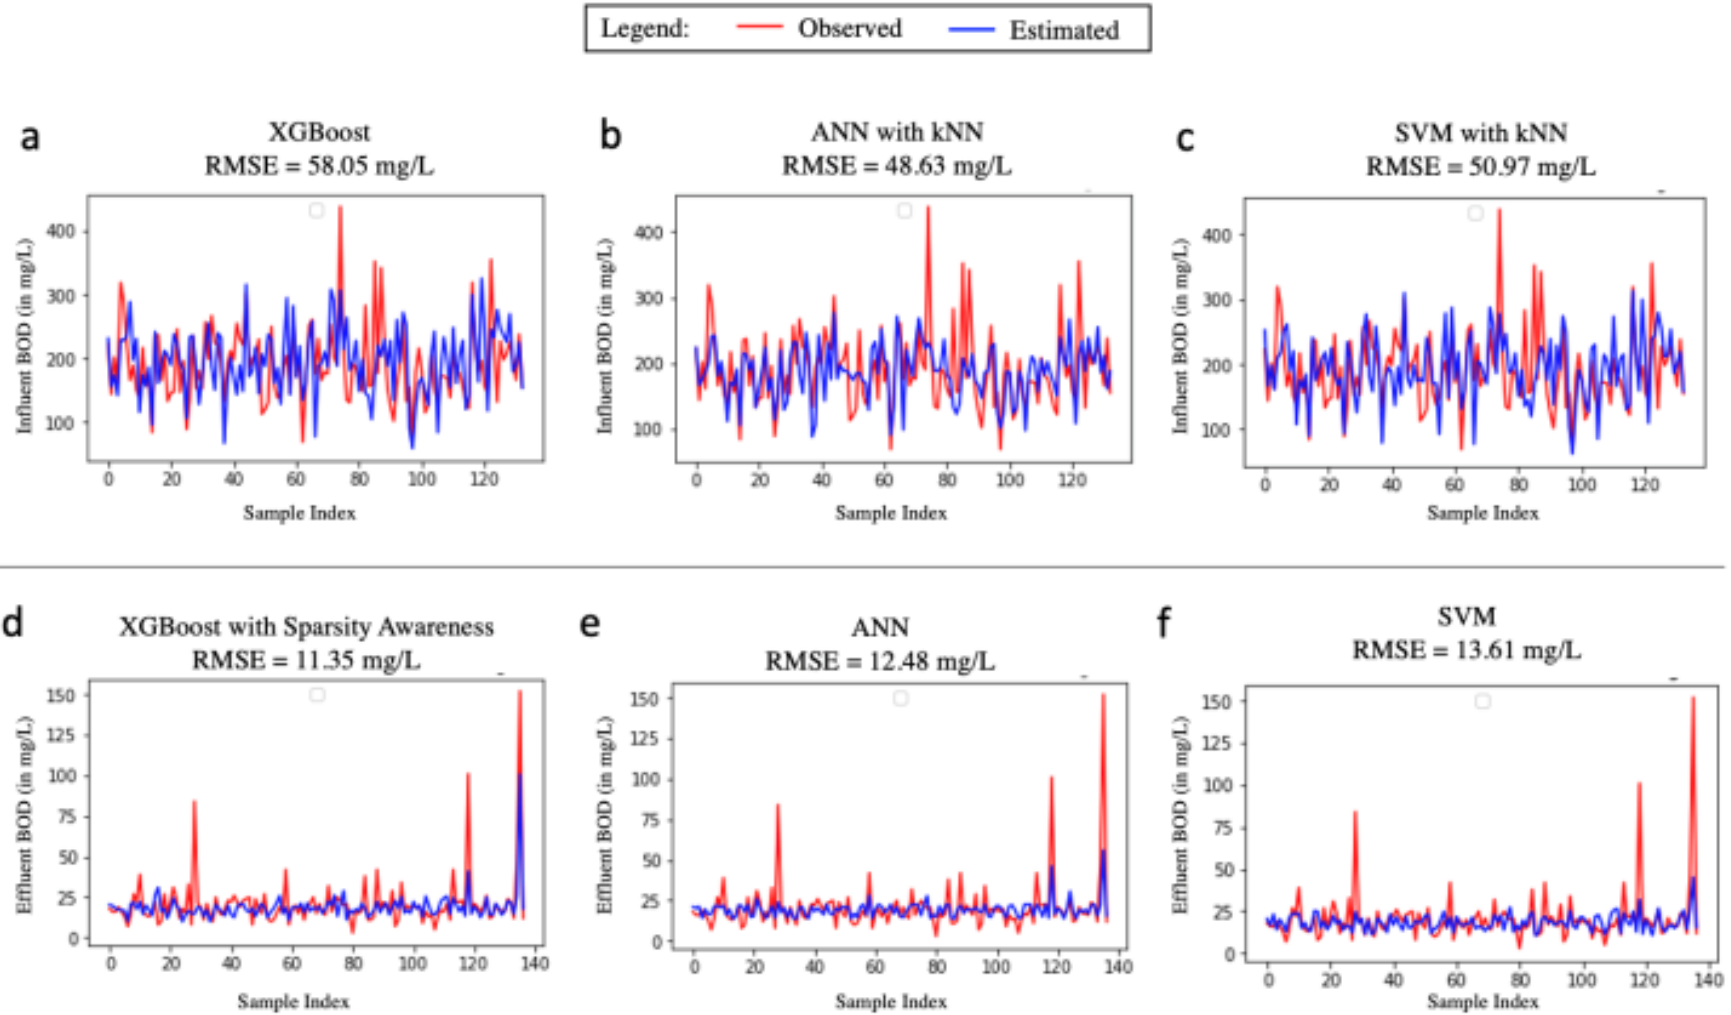 Legend: Observed Estimated
a
XGBoost
RMSE = 58.05 mg/L
Influent BOD (in mg/L)
400
300
200
100
0 20 40 60 80 100 120
Sample Index
b
ANN with kNN
RMSE = 48.63 mg/L
Influent BOD (in mg/L)
400
300
200
100
0 20 40 60 80 100 120
Sample Index
c
SVM with kNN
RMSE = 50.97 mg/L
Influent BOD (in mg/L)
400
300
200
100
0 20 40 60 80 100 120
Sample Index
d
XGBoost with Sparsity Awareness
RMSE = 11.35 mg/L
Effluent BOD (in mg/L)
150
125
100
75
50
25
0
0 20 40 60 80 100 120 140
Sample Index
e
ANN
RMSE = 12.48 mg/L
Effluent BOD (in mg/L)
150
125
100
75
50
25
0
0 20 40 60 80 100 120 140
Sample Index
f
SVM
RMSE = 13.61 mg/L
Effluent BOD (in mg/L)
150
125
100
75
50
25
0
0 20 40 60 80 100 120 140
Sample Index